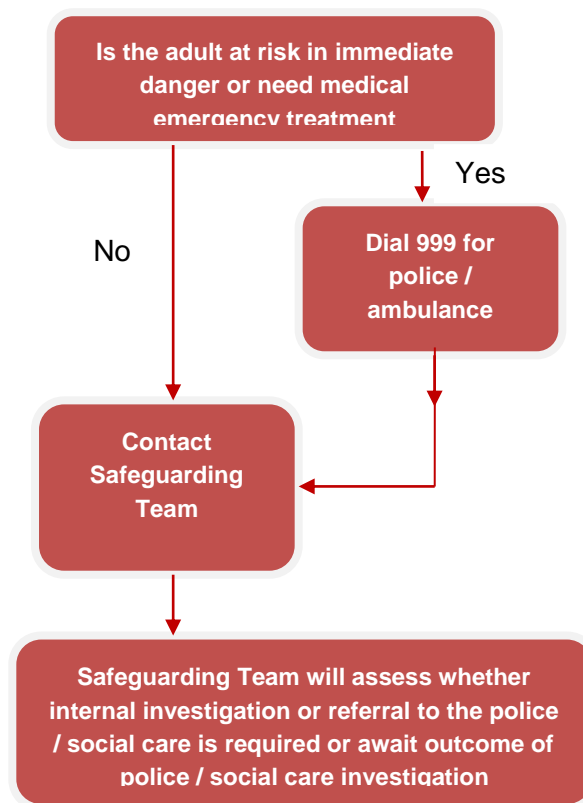 Is the adult at risk in immediate
danger or need medical
emergency treatment
Yes
No
Dial 999 for
police /
ambulance
Contact
Safeguarding
Team
Safeguarding Team will assess whether
internal investigation or referral to the police
/ social care is required or await outcome of
police / social care investigation